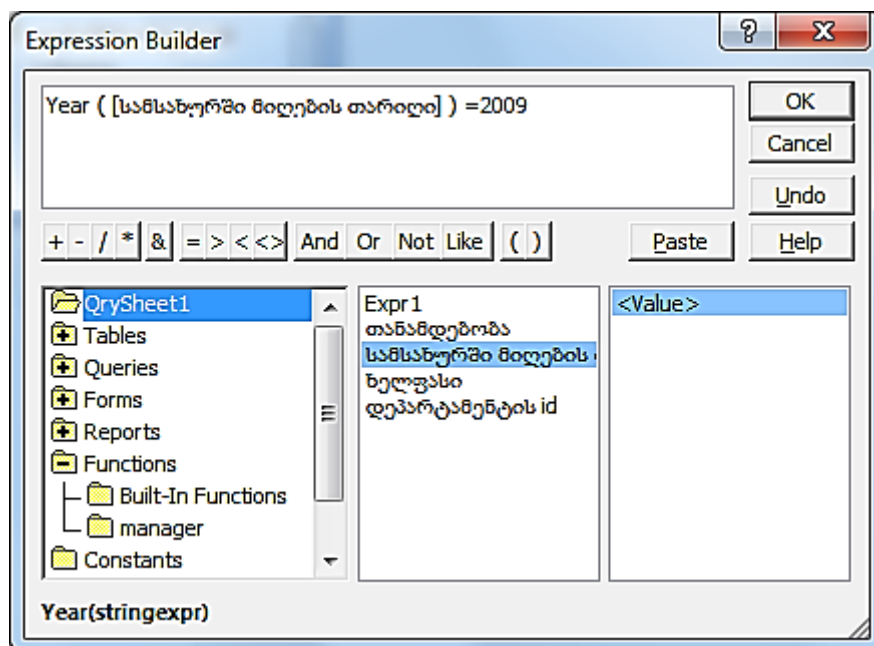 Expression Builder
Year ( [სამსახურში მიღების თარიღი] ) =2009
OK
Cancel
Undo
+ - / * & = > < <> And Or Not Like ( ) Paste Help
QrySheet1
Tables
Queries
Forms
Reports
Functions
Built-In Functions
manager
Constants
Expr1
თანამდებობა
სამსახურში მიღების
ხელფასი
დეპარტამენტის id
<Value>
Year(stringexpr)